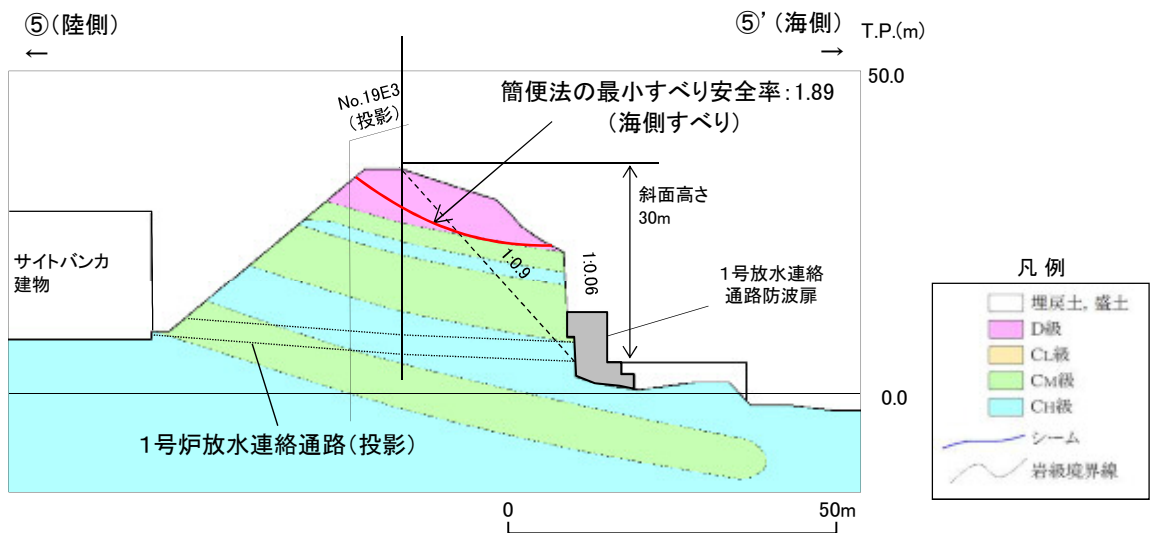 ⑤(陸側)
←
⑤’(海側)
→
T.P.(m)
50.0
No.19E3
(投影)
簡便法の最小すべり安全率:1.89
(海側すべり)
斜面高さ
30m
サイトバンカ
建物
1:0.9
1:0.06
1号放水連絡
通路防波扉
0.0
1号炉放水連絡通路(投影)
0
50m
凡 例
埋戻土, 盛土
D級
CL級
CM級
CH級
シーム
岩級境界線